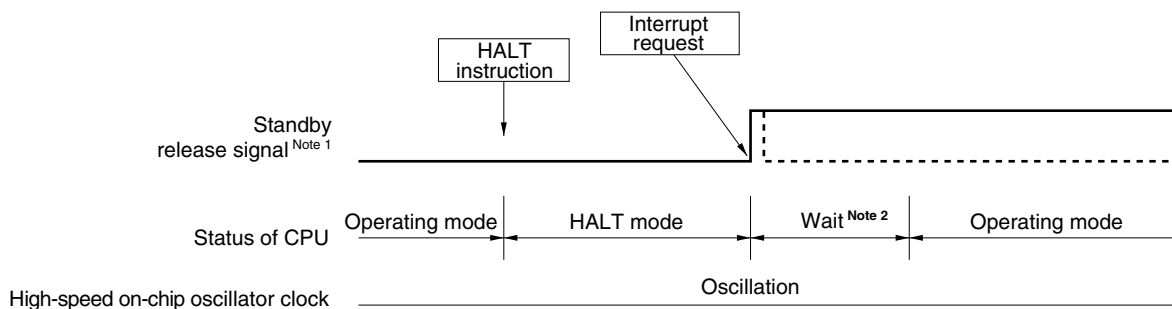 HALT
instruction
Interrupt
request
Standby
release signal Note 1
Status of CPU
Operating mode
HALT mode
Wait Note 2
Operating mode
High-speed on-chip oscillator clock
Oscillation